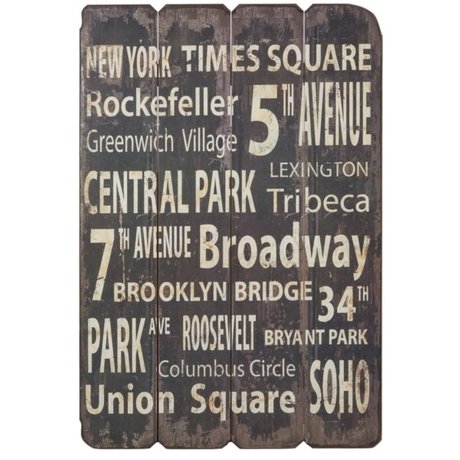 NEW YORK TIMES SQUARE
Rockefeller
5TH AVENUE
Greenwich Village
LEXINGTON
CENTRAL PARK
Tribeca
7TH AVENUE
Broadway
BROOKLYN BRIDGE
34TH
PARK AVE
ROOSEVELT
BRYANT PARK
Columbus Circle
Union Square
SOHO